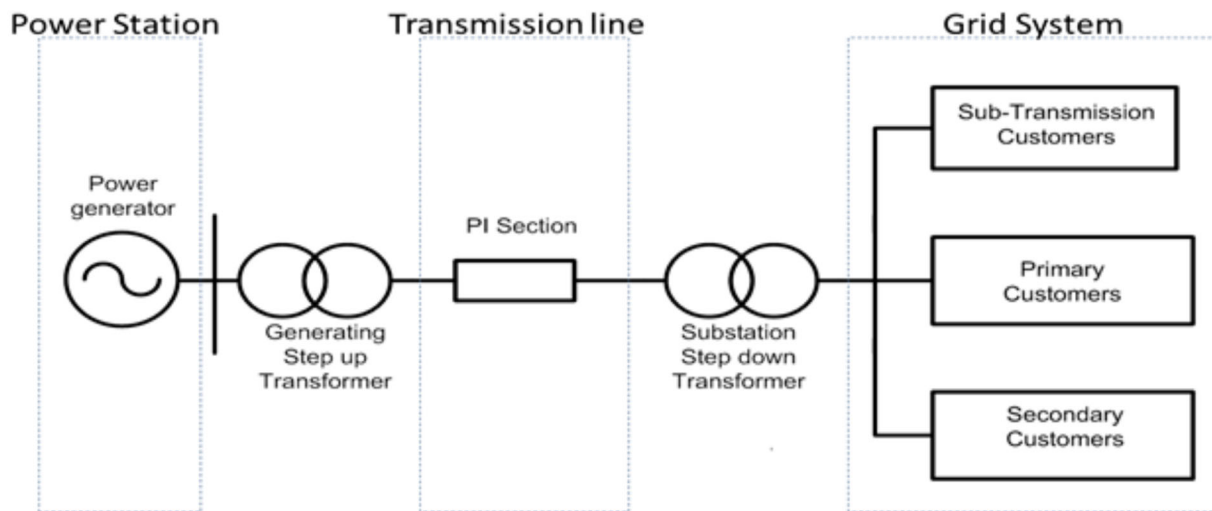 Power Station
Transmission line
Grid System
Power
generator
Generating
Step up
Transformer
PI Section
Substation
Step down
Transformer
Sub-Transmission
Customers
Primary
Customers
Secondary
Customers